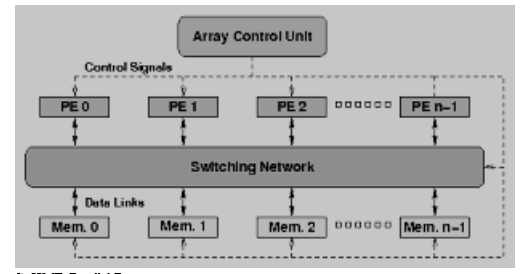 Array Control Unit
Control Signals
PE 0 PE 1 PE 2 PE n-1
Switching Network
Data Links
Mem. 0 Mem. 1 Mem. 2 Mem. n-1